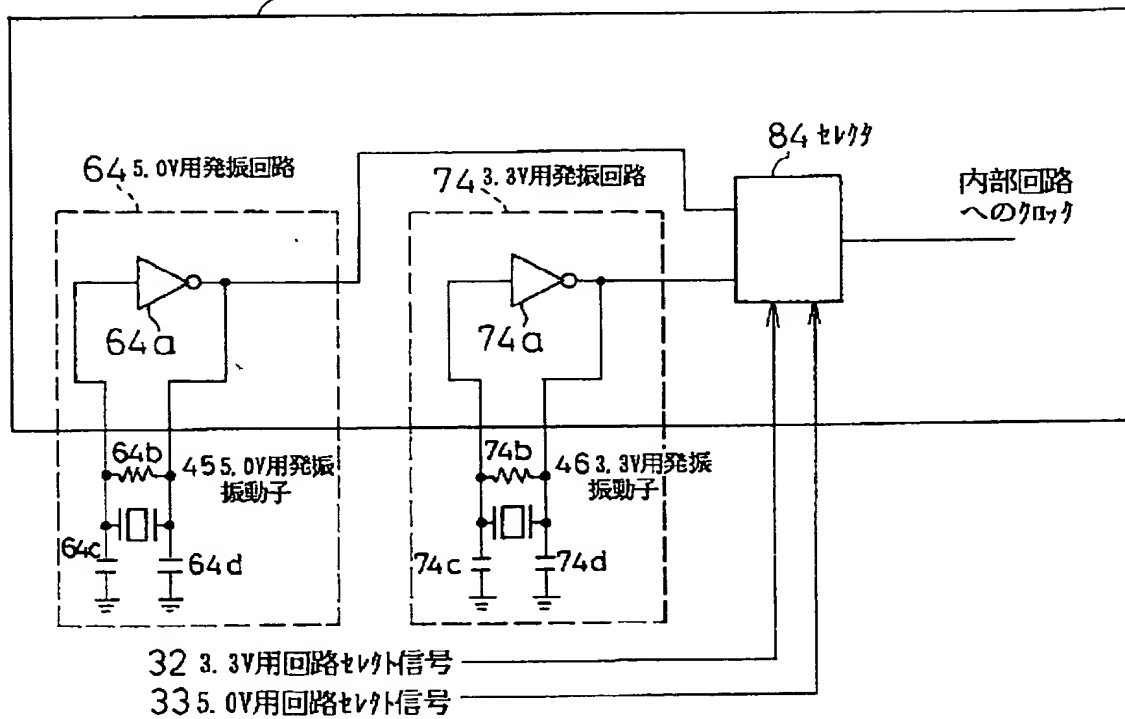 84 セレクタ
64 5.0V用発振回路
74 3.3V用発振回路
内部回路
へのクロック
64a
74a
64b
45 5.0V用発振
振動子
74b
46 3.3V用発振
振動子
64c
64d
74c
74d
32 3.3V用回路セレクト信号
33 5.0V用回路セレクト信号